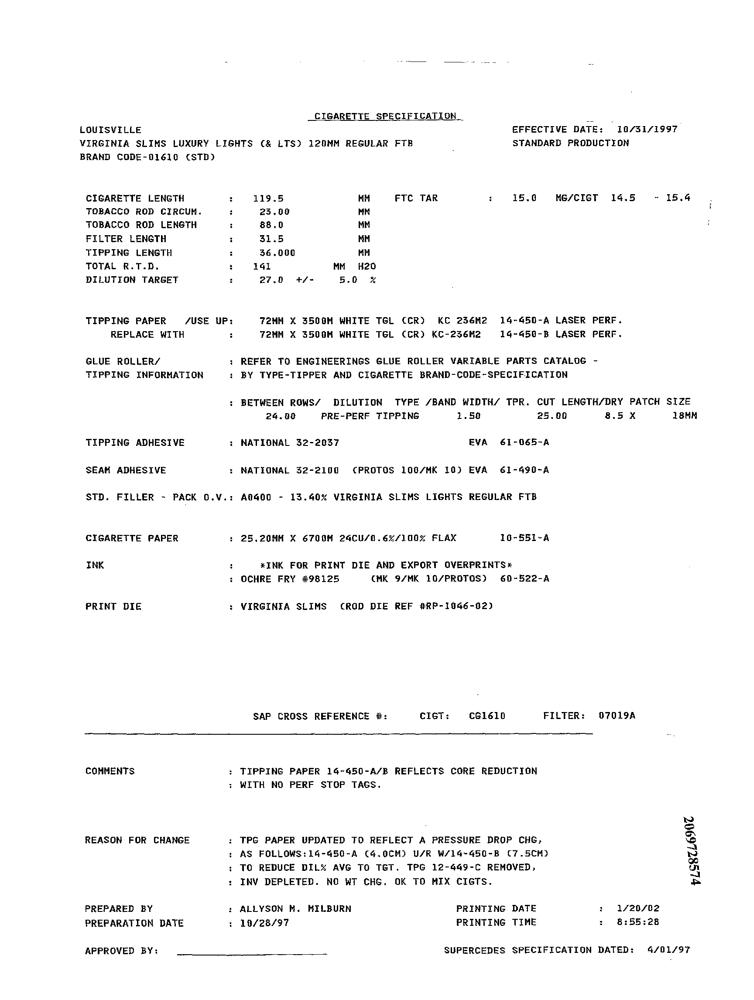 CIGARETTE SPECIFICATION
LOUISVILLE EFFECTIVE DATE: 10/31/1997
VIRGINIA SLIMS LUXURY LIGHTS (& LTS) 120MM REGULAR FTB STANDARD PRODUCTION
BRAND CODE-01610 (STD)
CIGARETTE LENGTH : 119.5 MM FTC TAR : 15.0 MG/CIGT 14.5 - 15.4
TOBACCO ROD CIRCUM. : 23.00 MM
TOBACCO ROD LENGTH : 88.0 MM
FILTER LENGTH : 31.5 MM
TIPPING LENGTH : 36.000 MM
TOTAL R.T.D. : 141 MM H2O
DILUTION TARGET : 27.0 +/- 5.0 %
TIPPING PAPER /USE UP: 72MM X 3500M WHITE TGL (CR) KC 236M2 14-450-A LASER PERF.
REPLACE WITH : 72MM X 3500M WHITE TGL (CR) KC-236M2 14-450-B LASER PERF.
GLUE ROLLER/ : REFER TO ENGINEERINGS GLUE ROLLER VARIABLE PARTS CATALOG -
TIPPING INFORMATION : BY TYPE-TIPPER AND CIGARETTE BRAND-CODE-SPECIFICATION
: BETWEEN ROWS/ DILUTION TYPE /BAND WIDTH/ TPR. CUT LENGTH/DRY PATCH SIZE
24.00 PRE-PERF TIPPING 1.50 25.00 8.5 X 18MM
TIPPING ADHESIVE : NATIONAL 32-2037 EVA 61-065-A
SEAM ADHESIVE : NATIONAL 32-2100 (PROTOS 100/MK 10) EVA 61-490-A
STD. FILLER - PACK O.V.: A0400 - 13.40% VIRGINIA SLIMS LIGHTS REGULAR FTB
CIGARETTE PAPER : 25.20MM X 6700M 24CU/0.6%/100% FLAX 10-551-A
INK : *INK FOR PRINT DIE AND EXPORT OVERPRINTS*
: OCHRE FRY #98125 (MK 9/MK 10/PROTOS) 60-522-A
PRINT DIE : VIRGINIA SLIMS (ROD DIE REF #RP-1046-02)
SAP CROSS REFERENCE #: CIGT: CG1610 FILTER: 07019A
COMMENTS : TIPPING PAPER 14-450-A/B REFLECTS CORE REDUCTION
: WITH NO PERF STOP TAGS.
REASON FOR CHANGE : TPG PAPER UPDATED TO REFLECT A PRESSURE DROP CHG,
: AS FOLLOWS:14-450-A (4.0CM) U/R W/14-450-B (7.5CM)
: TO REDUCE DIL% AVG TO TGT. TPG 12-449-C REMOVED,
: INV DEPLETED. NO WT CHG. OK TO MIX CIGTS.
PREPARED BY : ALLYSON M. MILBURN PRINTING DATE : 1/20/02
PREPARATION DATE : 10/28/97 PRINTING TIME : 8:55:28
APPROVED BY: SUPERCEDES SPECIFICATION DATED: 4/01/97
2069728574